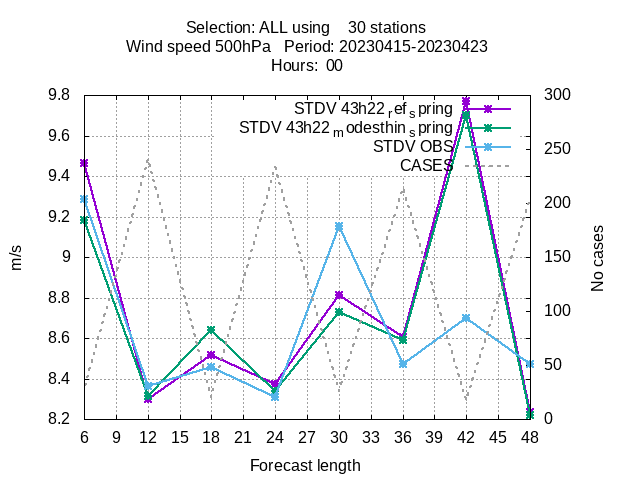 Selection: ALL using 30 stations
Wind speed 500hPa Period: 20230415-20230423
Hours: 00
STDV 43h22 ref spring
STDV 43h22 modesthin spring
STDV OBS
CASES
9.8
9.6
9.4
9.2
9
8.8
8.6
8.4
8.2
m/s
300
250
200
150
100
50
0
No cases
6 9 12 15 18 21 24 27 30 33 36 39 42 45 48
Forecast length